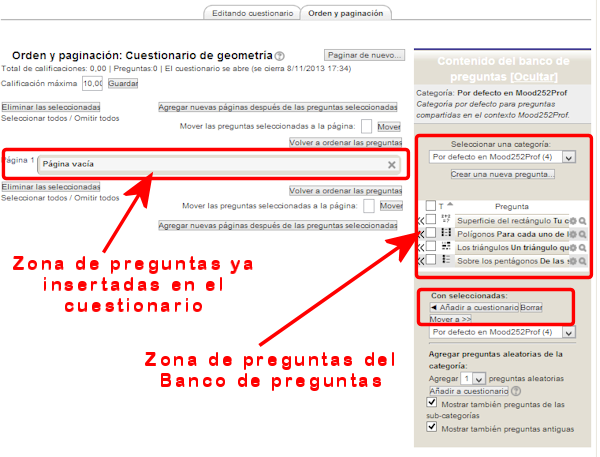 Editando cuestionario
Orden y paginación
Orden y paginación: Cuestionario de geometría
Paginar de nuevo...
Total de calificaciones: 0,00 | Preguntas:0 | El cuestionario se abre (se cierra 8/11/2013 17:34)
Calificación máxima 10,00 Guardar
Eliminar las seleccionadas
Seleccionar todos / Omitir todos
Agregar nuevas páginas después de las preguntas seleccionadas
Mover las preguntas seleccionadas a la página: Mover
Volver a ordenar las preguntas
Página 1
Página vacía
Eliminar las seleccionadas
Seleccionar todos / Omitir todos
Volver a ordenar las preguntas
Mover las preguntas seleccionadas a la página: Mover
Agregar nuevas páginas después de las preguntas seleccionadas
Zona de preguntas ya
insertadas en el
cuestionario
Zona de preguntas del
Banco de preguntas
Contenido del banco de
preguntas [Ocultar]
Categoría: Por defecto en Mood252Prof
Categoría por defecto para preguntas
compartidas en el contexto Mood252Prof.
Seleccionar una categoría:
Por defecto en Mood252Prof (4)
Crear una nueva pregunta...
T Pregunta
Superficie del rectángulo Tu c
Polígonos Para cada uno de l
Los triángulos Un triángulo qu
Sobre los pentágonos De las s
Con seleccionadas:
Añadir a cuestionario Borrar
Mover a >>
Por defecto en Mood252Prof (4)
Agregar preguntas aleatorias de la
categoría:
Agregar 1 preguntas aleatorias
Añadir a cuestionario
Mostrar también preguntas de las
sub-categorías
Mostrar también preguntas antiguas